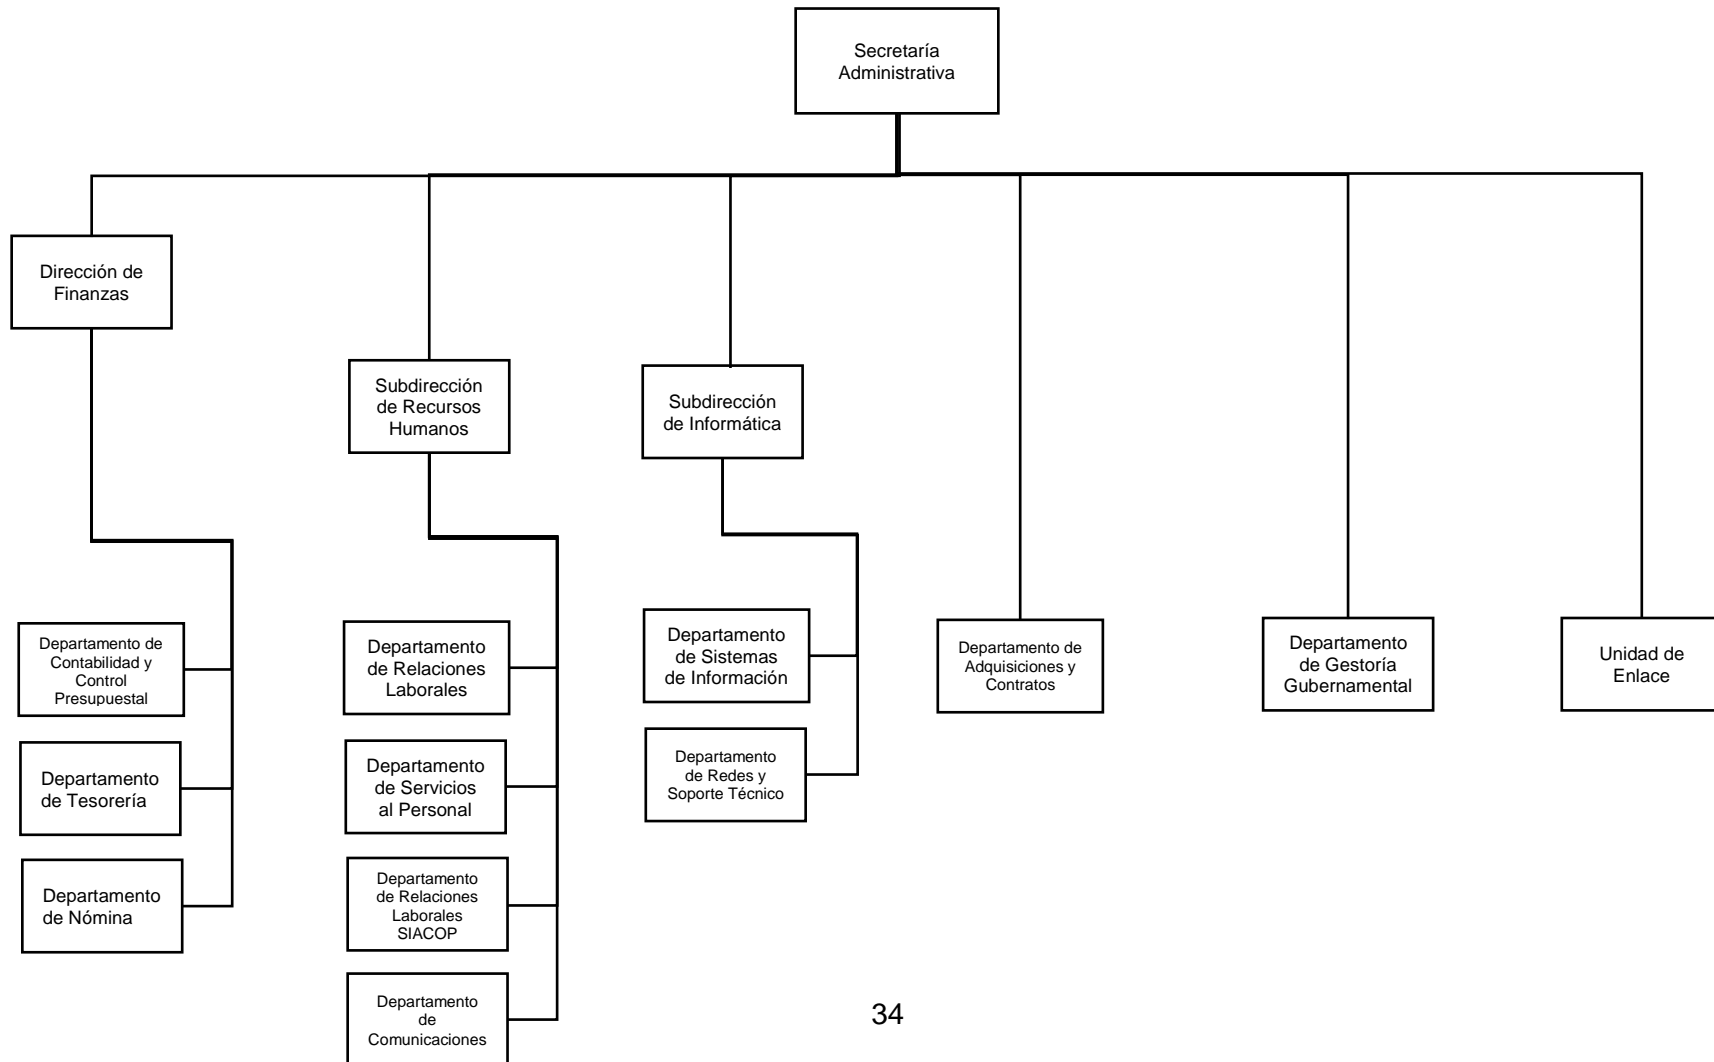 Secretaría
Administrativa
Dirección de
Finanzas
Subdirección
de Recursos
Humanos
Subdirección
de Informática
Departamento de
Contabilidad y
Control
Presupuestal
Departamento
de Relaciones
Laborales
Departamento
de Sistemas
de Información
Departamento de
Adquisiciones y
Contratos
Departamento
de Gestoría
Gubernamental
Unidad de
Enlace
Departamento
de Tesorería
Departamento
de Servicios
al Personal
Departamento
de Redes y
Soporte Técnico
Departamento
de Nómina
Departamento
de Relaciones
Laborales
SIACOP
Departamento
de
Comunicaciones
34